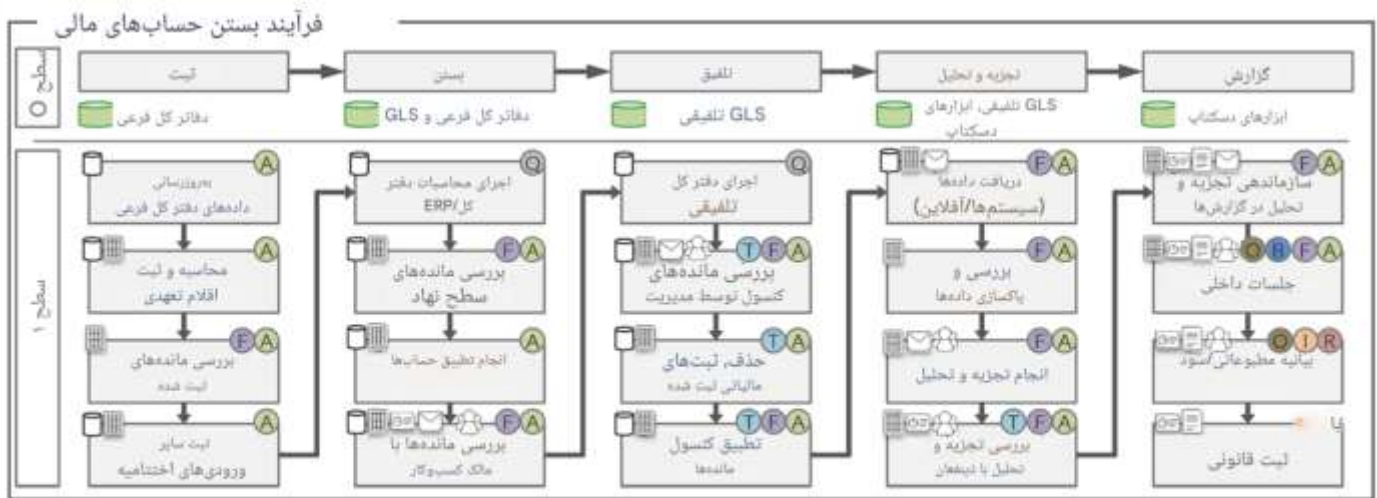 فرآیند بستن حساب‌های مالی
سطح 0
ثبت
بستن
تلفیق
تجزیه و تحلیل
گزارش
دفاتر کل فرعی
دفاتر کل فرعی و GLS
GLS تلفیقی
GLS تلفیقی، ابزارهای
دسکتاپ
ابزارهای دسکتاپ
سطح ۱
A
به‌روزرسانی
داده‌های دفتر کل فرعی
A
محاسبه و ثبت
اقلام تعهدی
F A
بررسی مانده‌های
ثبت شده
A
ثبت سایر
ورودی‌های اختتامیه
Q
اجرای محاسبات دفتر
کل/ERP
F A
بررسی مانده‌های
سطح نهاد
A
انجام تطبیق حساب‌ها
F A
بررسی مانده‌ها با
مالک کسب‌وکار
Q
اجرای دفتر کل
تلفیقی
T F A
بررسی مانده‌های
کنسول توسط مدیریت
T A
حذف، ثبت‌های
مالیاتی ثبت شده
T F A
تطبیق کنسول
مانده‌ها
F A
دریافت داده‌ها
(سیستم‌ها/آفلاین)
F A
بررسی و
پاکسازی داده‌ها
F A
انجام تجزیه و تحلیل
T F A
بررسی تجزیه و
تحلیل با ذینفعان
F A
سازماندهی تجزیه و
تحلیل در گزارش‌ها
O B F A
جلسات داخلی
O I R
بیانیه مطبوعاتی/سود
یا
ثبت قانونی